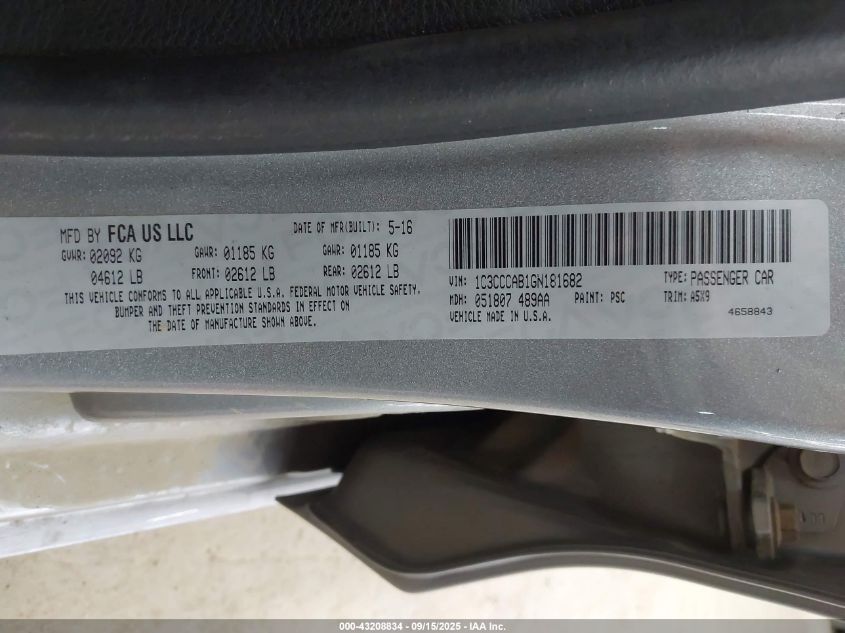 MFD BY FCA US LLC DATE OF MFR(BUILT): 5-16
GVWR: 02092 KG GAWR: 01185 KG GAWR: 01185 KG
04612 LB FRONT: 02612 LB REAR: 02612 LB
THIS VEHICLE CONFORMS TO ALL APPLICABLE U.S.A. FEDERAL MOTOR VEHICLE SAFETY,
BUMPER AND THEFT PREVENTION STANDARDS IN EFFECT ON
THE DATE OF MANUFACTURE SHOWN ABOVE.
VIN: 1C3CCCAB1GN181682 TYPE: PASSENGER CAR
MDH: 051807 489AA PAINT: PSC TRIM: A5X9
VEHICLE MADE IN U.S.A. 4658843
000-43208834 - 09/15/2025 - IAA Inc.